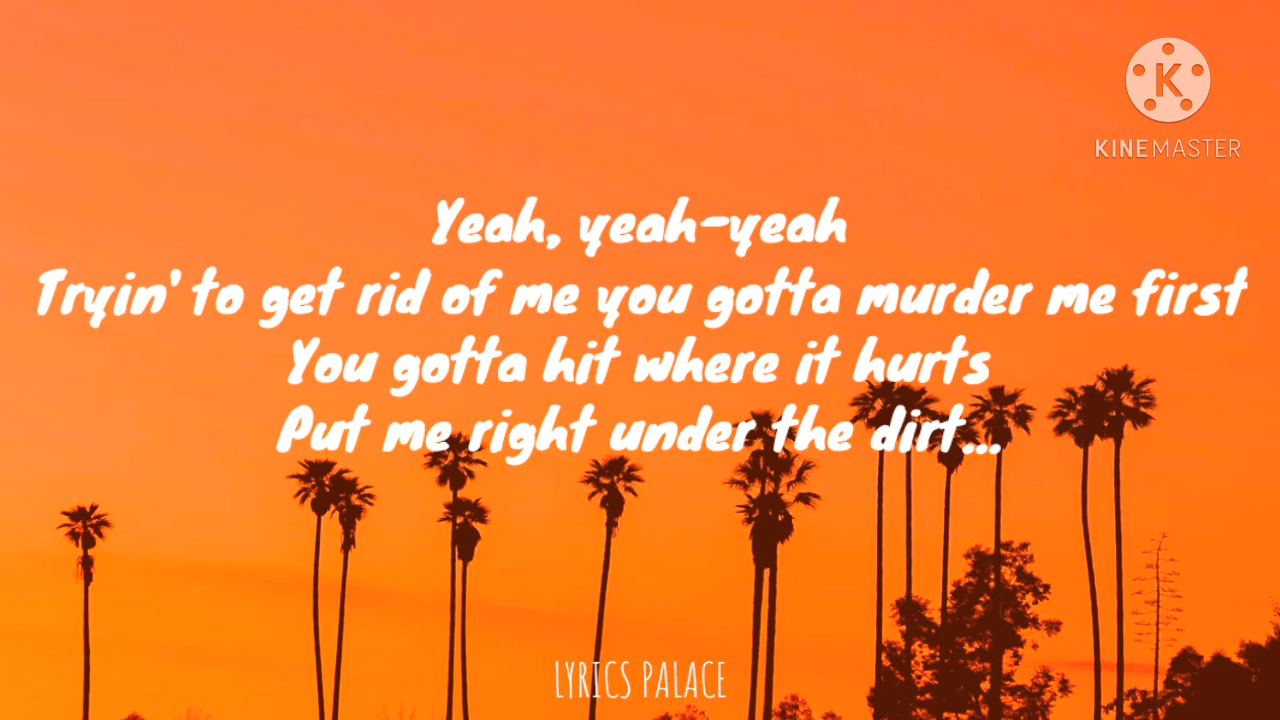 K
KINEMASTER
Yeah, yeah-yeah
Tryin' to get rid of me you gotta murder me first
You gotta hit where it hurts
Put me right under the dirt...
LYRICS PALACE